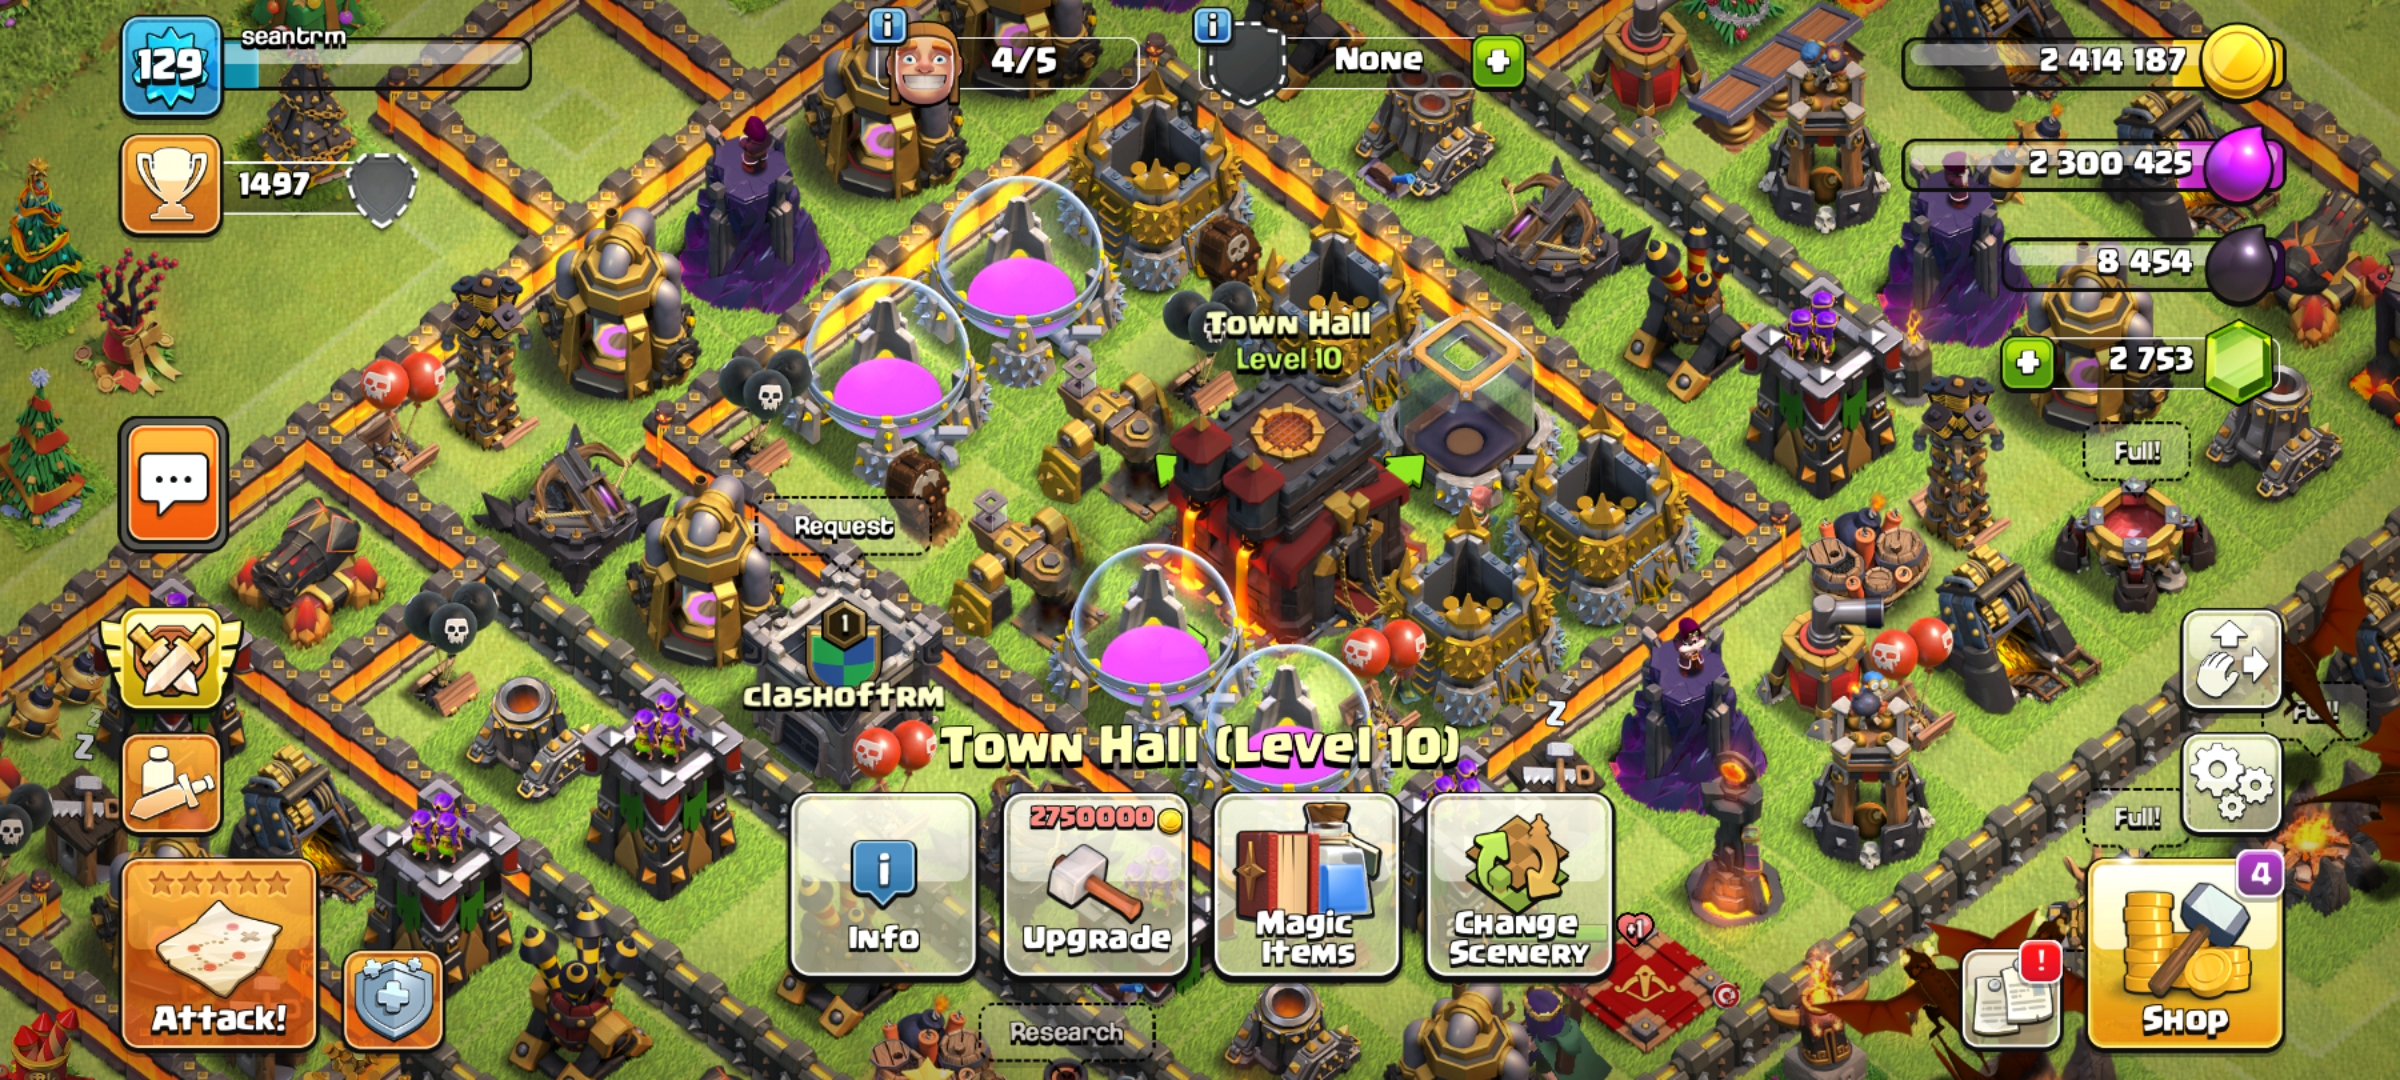 129
seantrm
4/5
None
2 414 187
1497
2 300 425
8 454
2 753
Town Hall
Level 10
Full!
Request
1
clashoftrm
z
Z
Full!
Town Hall (Level 10)
Full!
Info
2750000
Upgrade
Magic
Items
Change
Scenery
+1
Attack!
Research
!
4
Shop